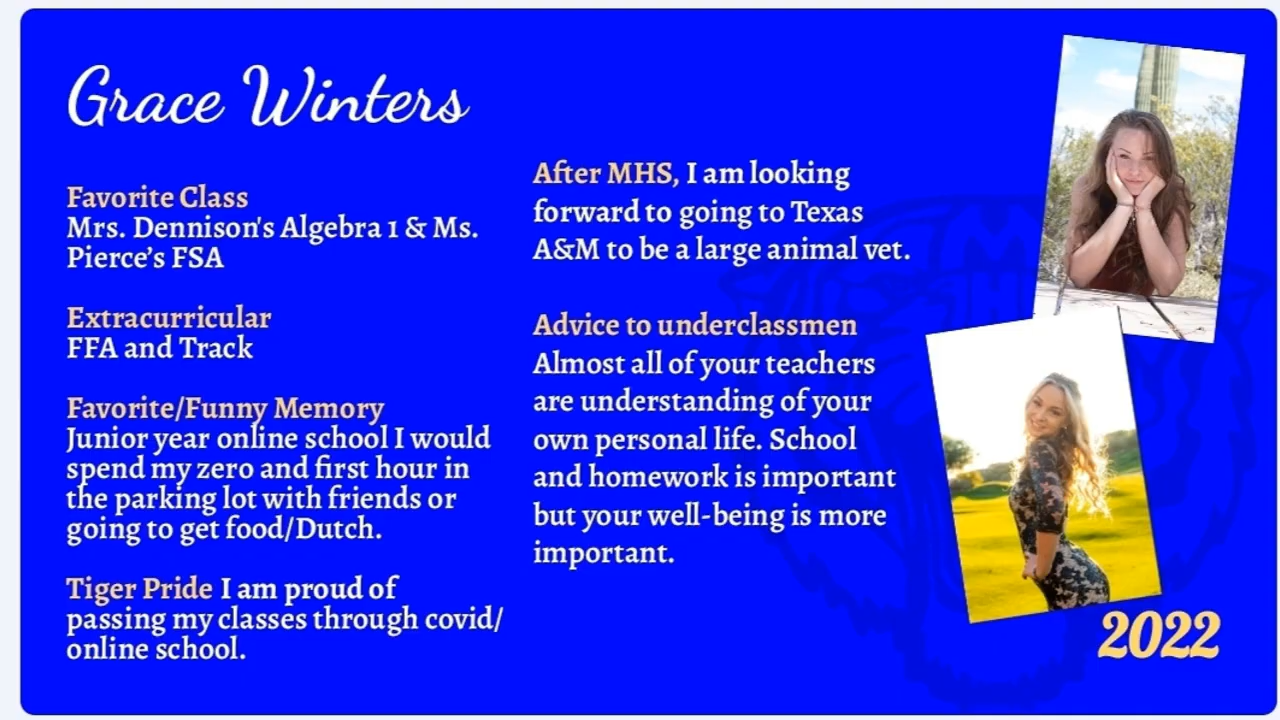 Grace Winters
Favorite Class
Mrs. Dennison's Algebra 1 & Ms.
Pierce’s FSA
Extracurricular
FFA and Track
Favorite/Funny Memory
Junior year online school I would
spend my zero and first hour in
the parking lot with friends or
going to get food/Dutch.
Tiger Pride I am proud of
passing my classes through covid/
online school.
After MHS, I am looking
forward to going to Texas
A&M to be a large animal vet.
Advice to underclassmen
Almost all of your teachers
are understanding of your
own personal life. School
and homework is important
but your well-being is more
important.
2022